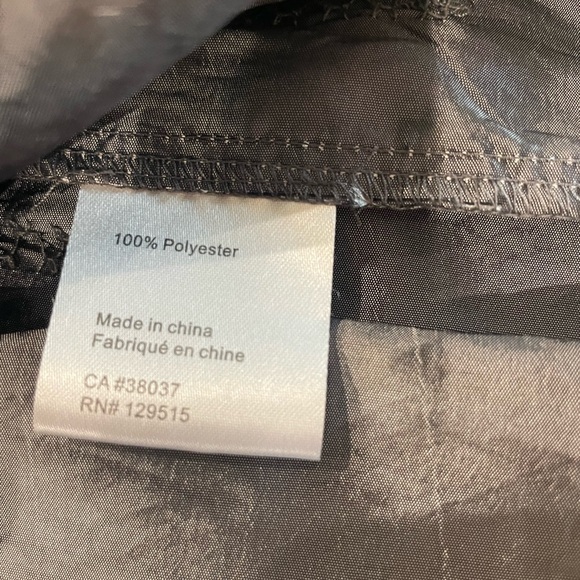 100% Polyester
Made in china
Fabriqué en chine
CA #38037
RN# 129515